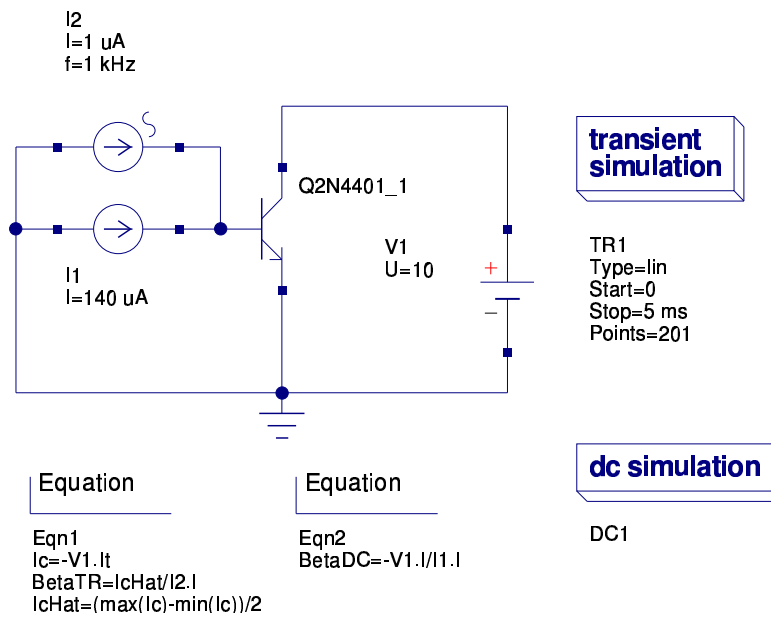 I2
I=1 uA
f=1 kHz
transient
simulation
Q2N4401_1
V1
U=10
+
−
I1
I=140 uA
TR1
Type=lin
Start=0
Stop=5 ms
Points=201
Equation
Equation
dc simulation
Eqn1
Ic=-V1.It
BetaTR=IcHat/I2.I
IcHat=(max(Ic)-min(Ic))/2
Eqn2
BetaDC=-V1.I/I1.I
DC1